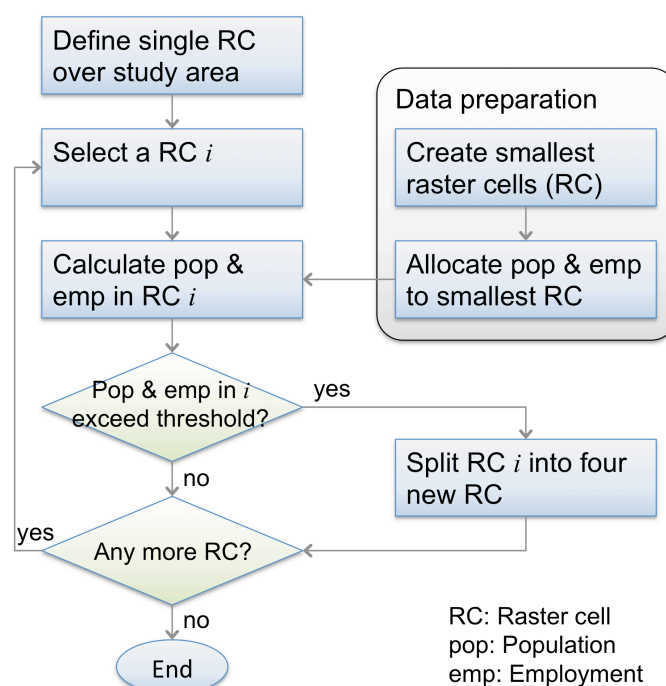 Define single RC
over study area
Data preparation
Select a RC i
Create smallest
raster cells (RC)
Calculate pop &
emp in RC i
Allocate pop & emp
to smallest RC
Pop & emp in i
exceed threshold?
yes
Split RC i into four
new RC
no
yes
Any more RC?
no
End
RC: Raster cell
pop: Population
emp: Employment